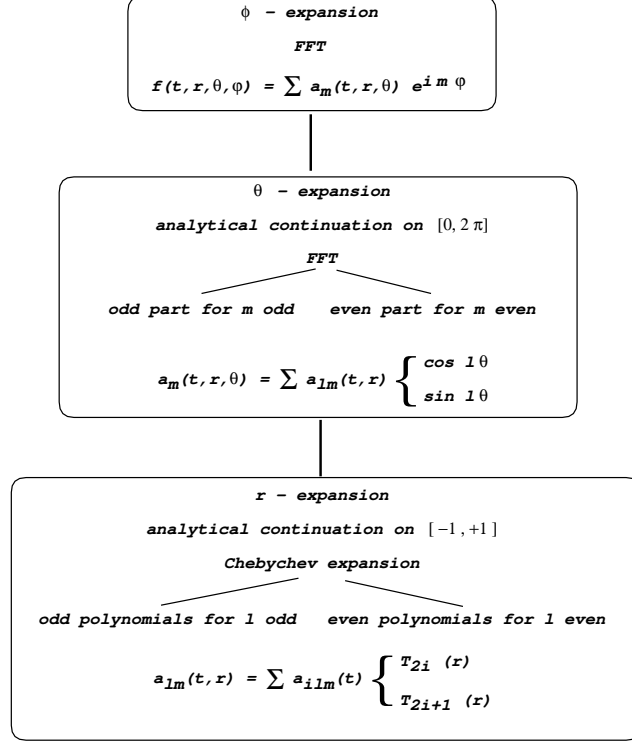 ϕ – expansion
FFT
f(t,r,θ,φ) = ∑ a_m(t,r,θ) e^{i m φ}
θ – expansion
analytical continuation on [0, 2 π]
FFT
odd part for m odd even part for m even
a_m(t,r,θ) = ∑ a_{lm}(t,r) { cos l θ
sin l θ
r – expansion
analytical continuation on [ −1 , +1 ]
Chebychev expansion
odd polynomials for l odd even polynomials for l even
a_{lm}(t,r) = ∑ a_{ilm}(t) { T_{2i} (r)
T_{2i+1} (r)